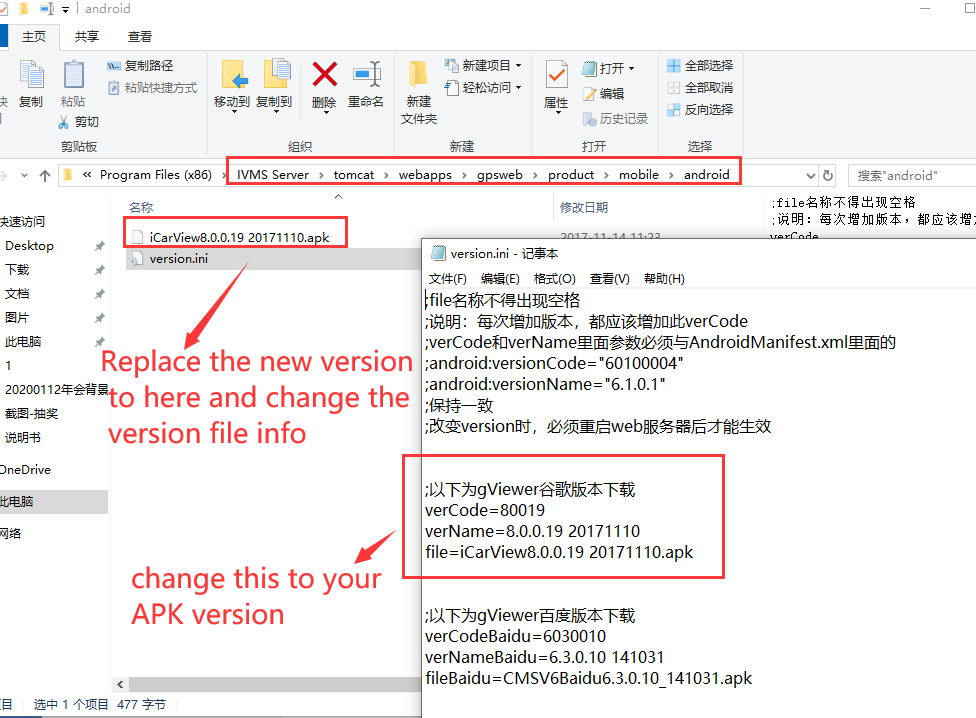 android
主页 共享 查看
复制
粘贴
复制路径
粘贴快捷方式
剪切
剪贴板
移动到
复制到
删除
重命名
组织
新建
文件夹
新建项目
轻松访问
新建
属性
打开
编辑
历史记录
打开
全部选择
全部取消
反向选择
选择
« Program Files (x86) › IVMS Server › tomcat › webapps › gpsweb › product › mobile › android
搜索"android"
名称
修改日期
iCarView8.0.0.19 20171110.apk
2017-11-14 11:23
version.ini
快速访问
Desktop
下载
文档
图片
此电脑
1
20200112年会背景
截图-抽奖
说明书
OneDrive
此电脑
网络
;file名称不得出现空格
;说明：每次增加版本，都应该增加
verCode
Replace the new version
to here and change the
version file info
change this to your
APK version
version.ini - 记事本
文件(F) 编辑(E) 格式(O) 查看(V) 帮助(H)
;file名称不得出现空格
;说明：每次增加版本，都应该增加此verCode
;verCode和verName里面参数必须与AndroidManifest.xml里面的
;android:versionCode="60100004"
;android:versionName="6.1.0.1"
;保持一致
;改变version时，必须重启web服务器后才能生效
;以下为gViewer谷歌版本下载
verCode=80019
verName=8.0.0.19 20171110
file=iCarView8.0.0.19 20171110.apk
;以下为gViewer百度版本下载
verCodeBaidu=6030010
verNameBaidu=6.3.0.10 141031
fileBaidu=CMSV6Baidu6.3.0.10_141031.apk
选中 1 个项目 477 字节